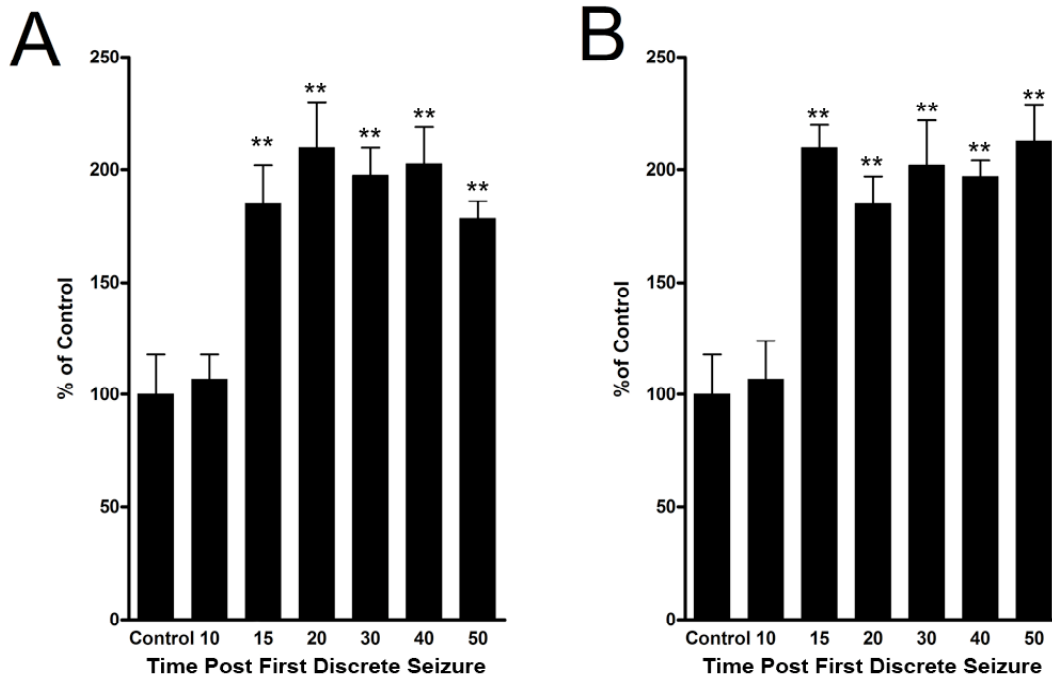 A
% of Control
250
200
150
100
50
0
** ** ** ** **
Control 10 15 20 30 40 50
Time Post First Discrete Seizure
B
%of Control
250
200
150
100
50
0
** ** ** ** **
Control 10 15 20 30 40 50
Time Post First Discrete Seizure